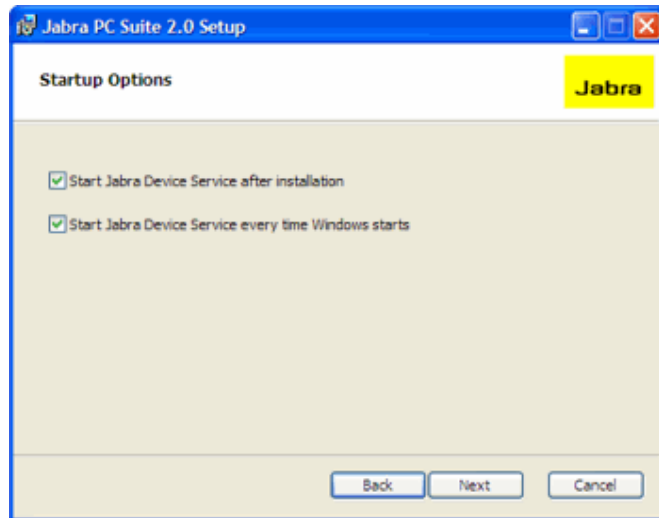 Jabra PC Suite 2.0 Setup
Startup Options
Jabra
Start Jabra Device Service after installation
Start Jabra Device Service every time Windows starts
Back Next Cancel